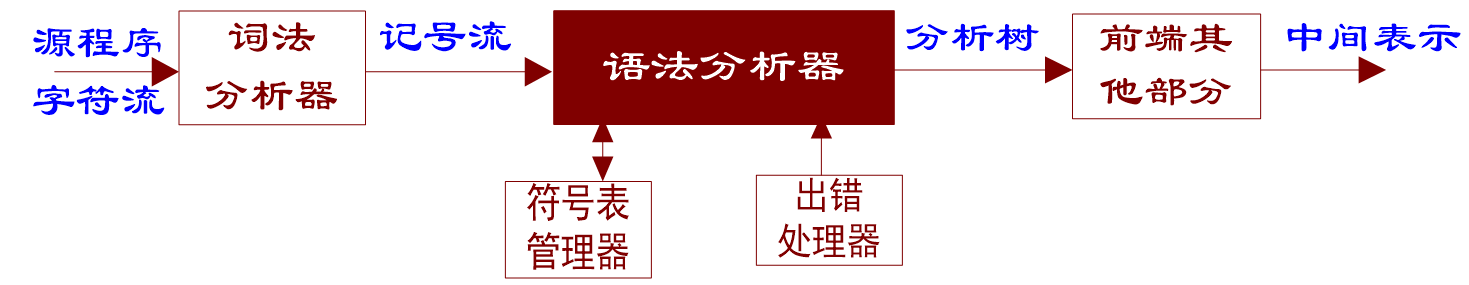 源程序
字符流
词法
分析器
记号流
语法分析器
分析树
前端其
他部分
中间表示
符号表
管理器
出错
处理器